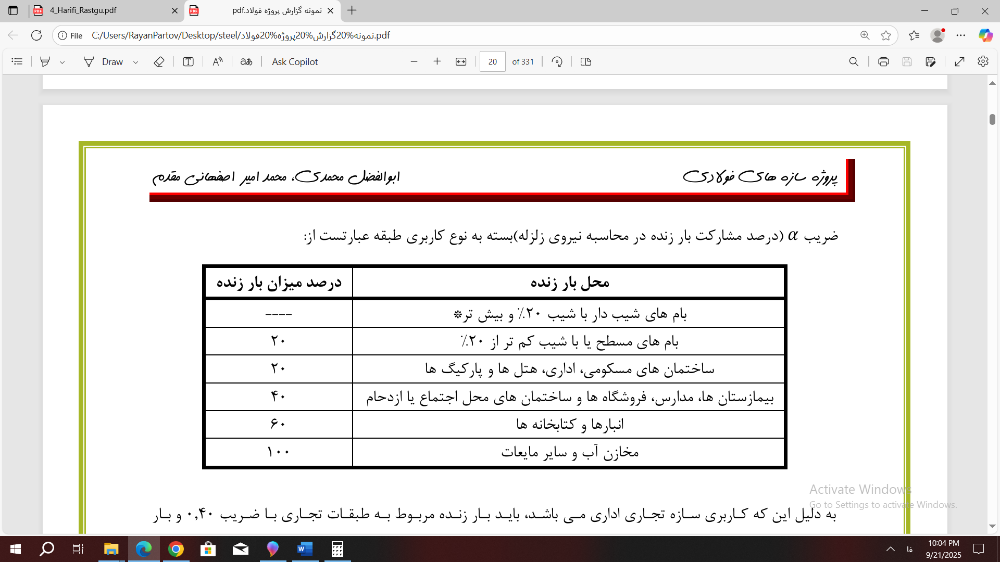 4_Harifi_Rastgu.pdf
نمونه گزارش پروژه فولاد.pdf
File
C:/Users/RayanPartov/Desktop/steel/نمونه%20گزارش%20پروژه%20فولاد.pdf
Draw
aあ
Ask Copilot
20 of 331
پروژه سازه های فولادی
ابوالفضل محمدی، محمد امیر اصفهانی مقدم
ضریب α (درصد مشارکت بار زنده در محاسبه نیروی زلزله)بسته به نوع کاربری طبقه عبارتست از:
محل بار زنده درصد میزان بار زنده
بام های شیب دار با شیب ۲۰٪ و بیش تر* ----
بام های مسطح یا با شیب کم تر از ۲۰٪ ۲۰
ساختمان های مسکومی، اداری، هتل ها و پارکیگ ها ۲۰
بیمازستان ها، مدارس، فروشگاه ها و ساختمان های محل اجتماع یا ازدحام ۴۰
انبارها و کتابخانه ها ۶۰
مخازن آب و سایر مایعات ۱۰۰
به دلیل این که کاربری سازه تجاری اداری می باشد، باید بار زنده مربوط به طبقات تجاری با ضریب ۰,۴۰ و بار
Activate Windows
Go to Settings to activate Windows.
فا
10:04 PM
9/21/2025